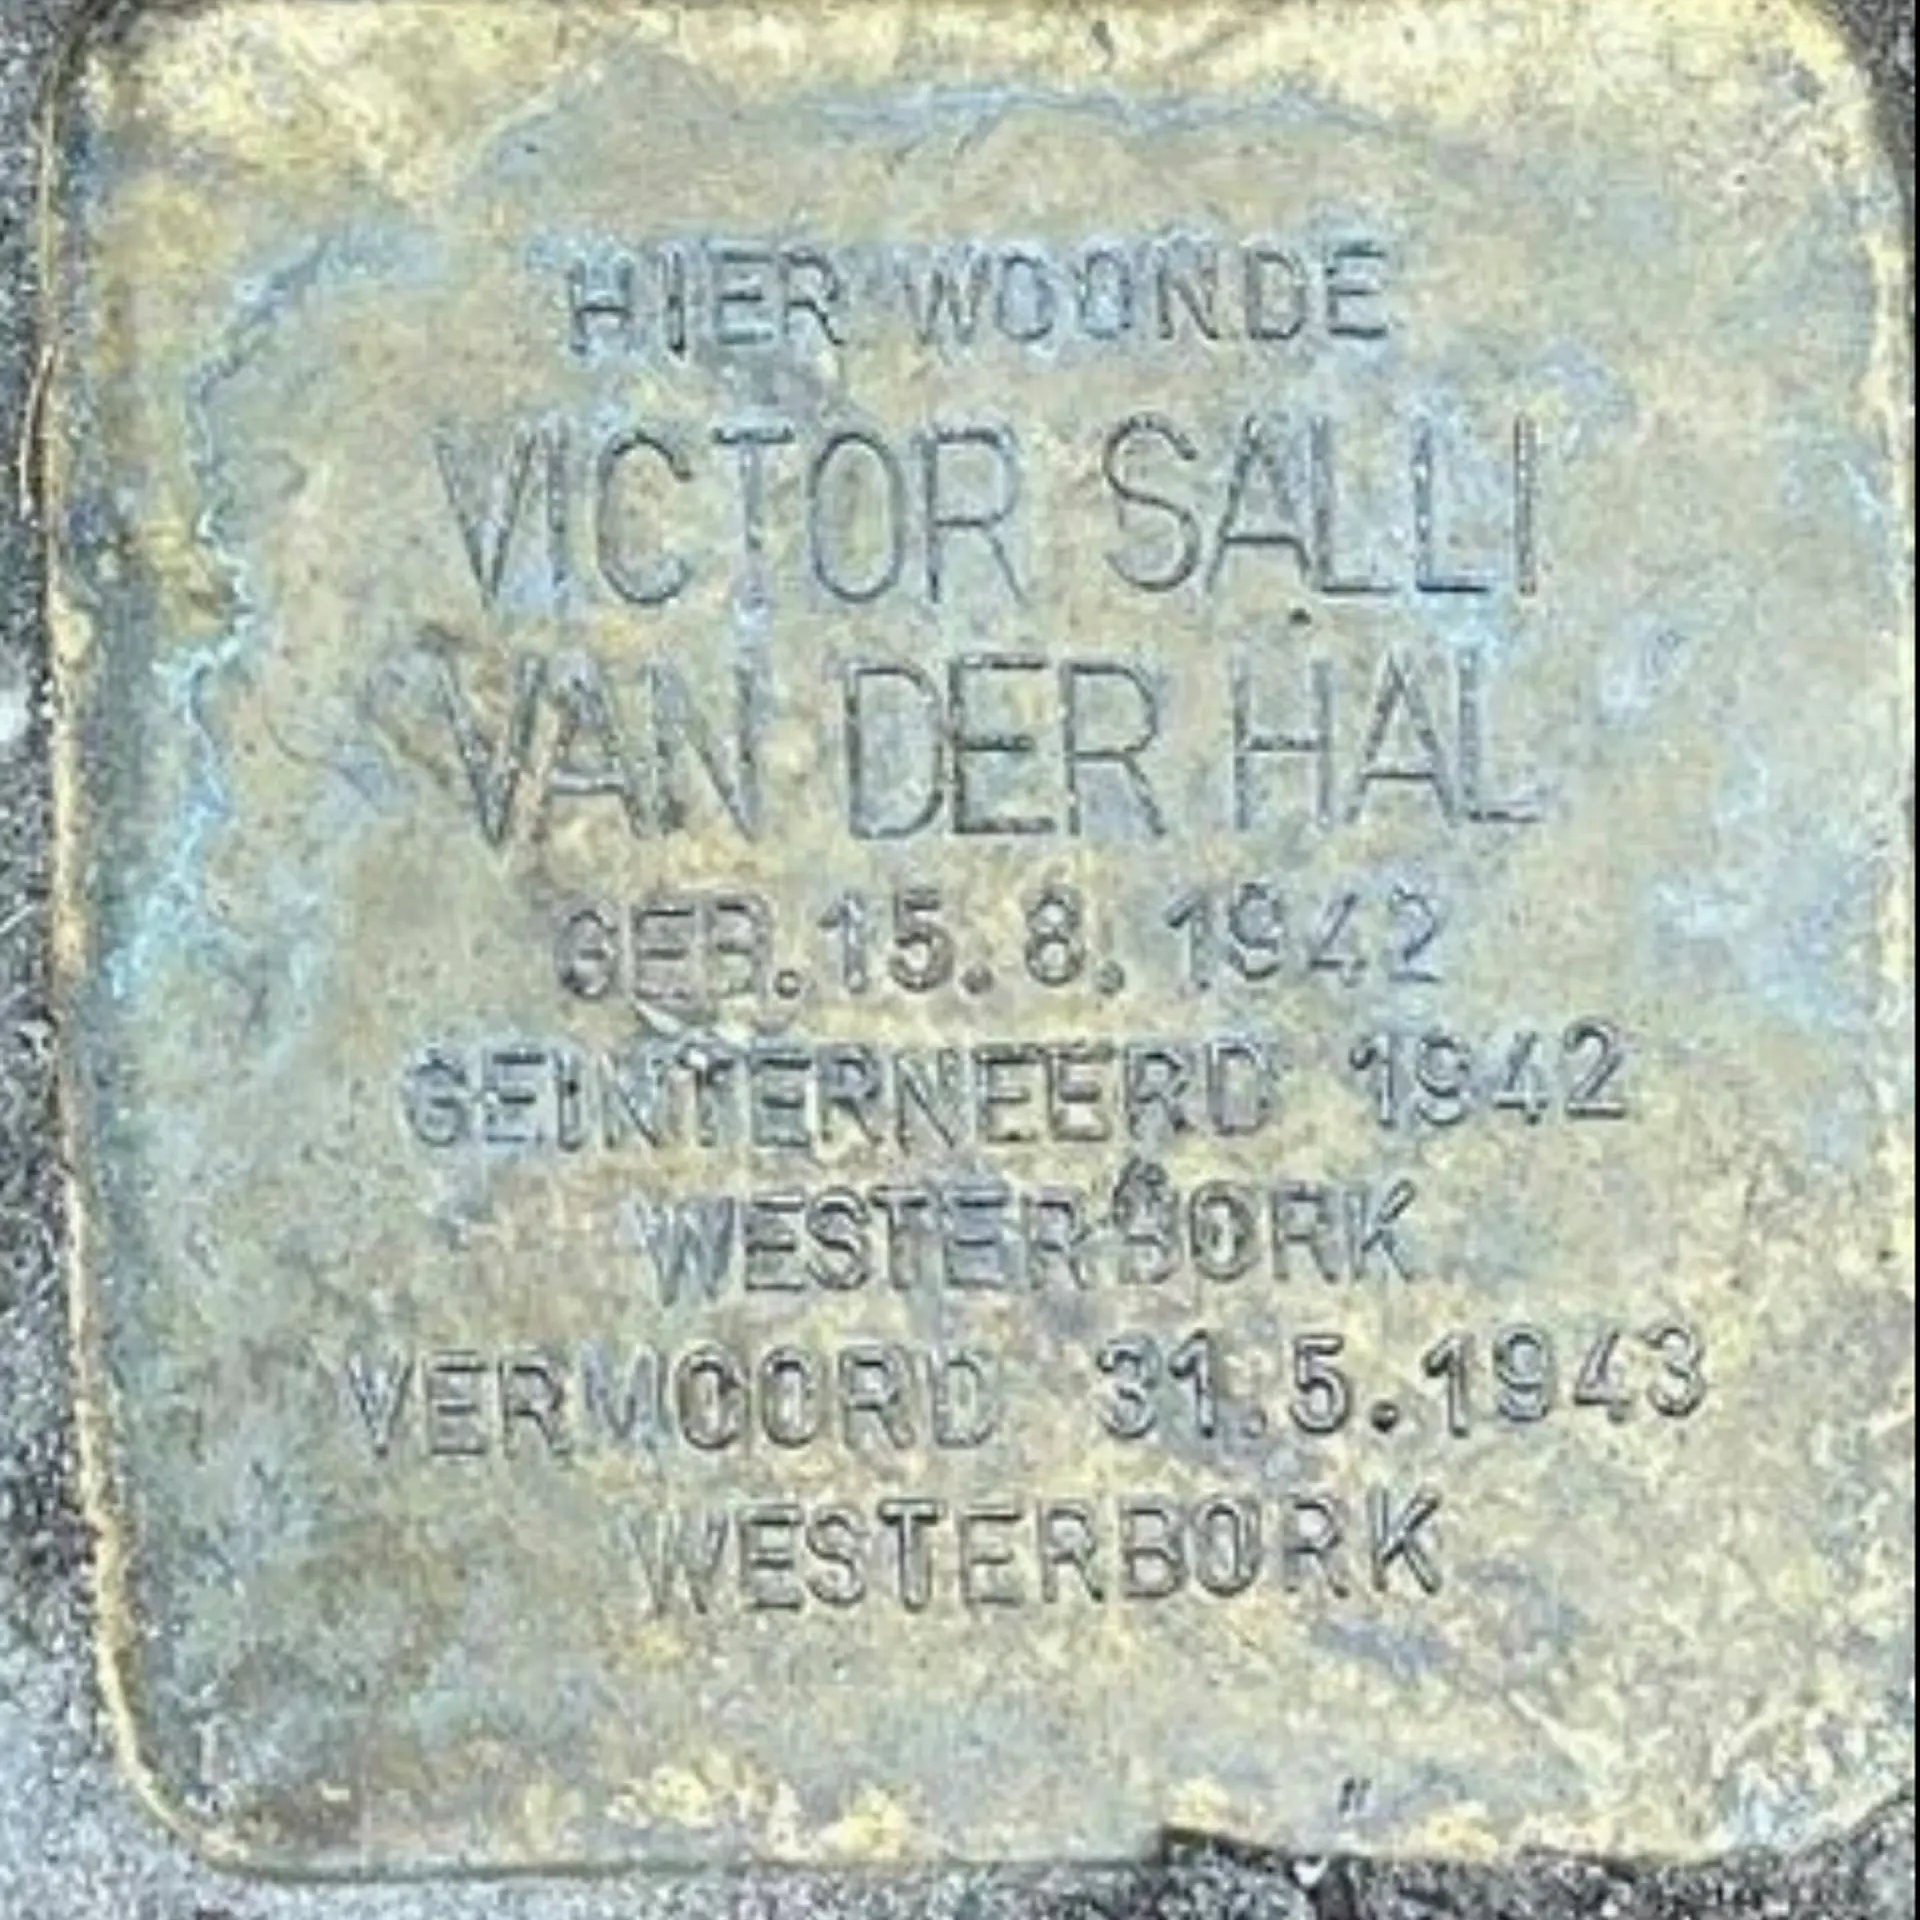 HIER WOONDE
VICTOR SALLI
VAN DER HAL
GEB. 15. 8. 1942
GEINTERNEERD 1942
WESTERBORK
VERMOORD 31.5.1943
WESTERBORK